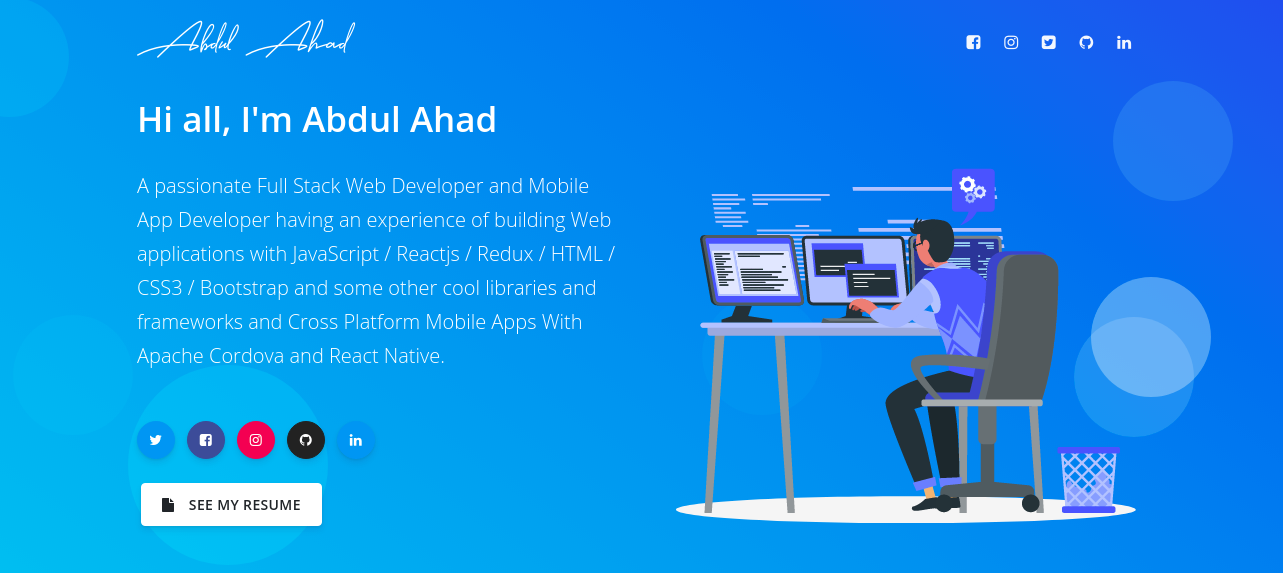 Abdul Ahad
Hi all, I'm Abdul Ahad
A passionate Full Stack Web Developer and Mobile
App Developer having an experience of building Web
applications with JavaScript / Reactjs / Redux / HTML /
CSS3 / Bootstrap and some other cool libraries and
frameworks and Cross Platform Mobile Apps With
Apache Cordova and React Native.
SEE MY RESUME